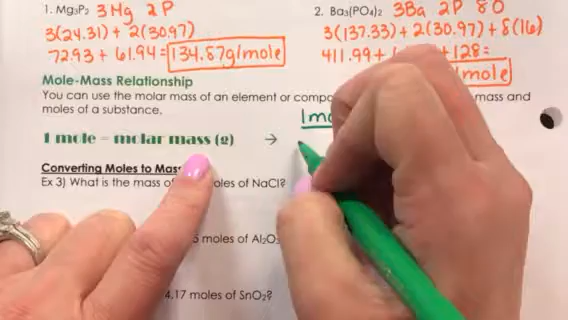 1. Mg₃P₂ 3Mg 2P
3(24.31) + 2(30.97)
72.93 + 61.94 = 134.87g/mole
2. Ba₃(PO₄)₂ 3Ba 2P 8O
3(137.33) + 2(30.97) + 8(16)
411.99 + + 128 =
/mole
Mole-Mass Relationship
You can use the molar mass of an element or mass and
moles of a substance.
1 mole = molar mass (g) →
Converting Moles to Mass
Ex 3) What is the mass of oles of NaCl?
5 moles of Al₂O₃
4.17 moles of SnO₂?